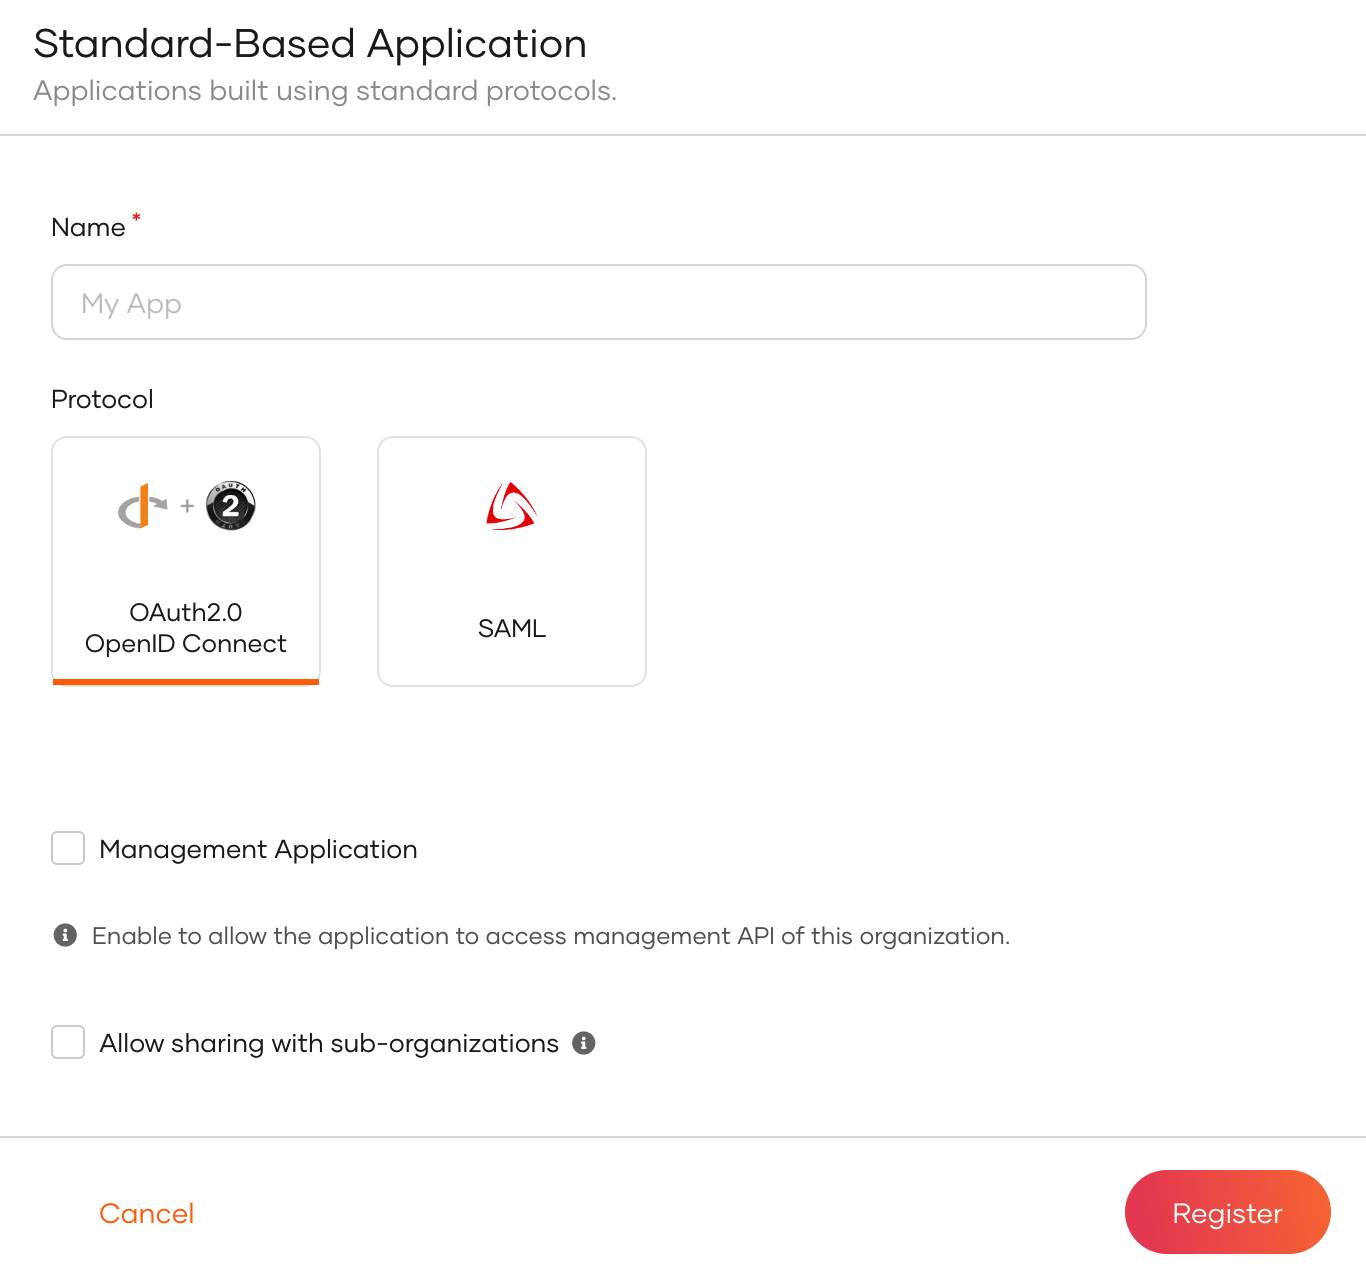 Standard-Based Application
Applications built using standard protocols.
Name *
My App
Protocol
+
OAUTH
2
OAuth2.0
OpenID Connect
SAML
Management Application
Enable to allow the application to access management API of this organization.
Allow sharing with sub-organizations
Cancel
Register